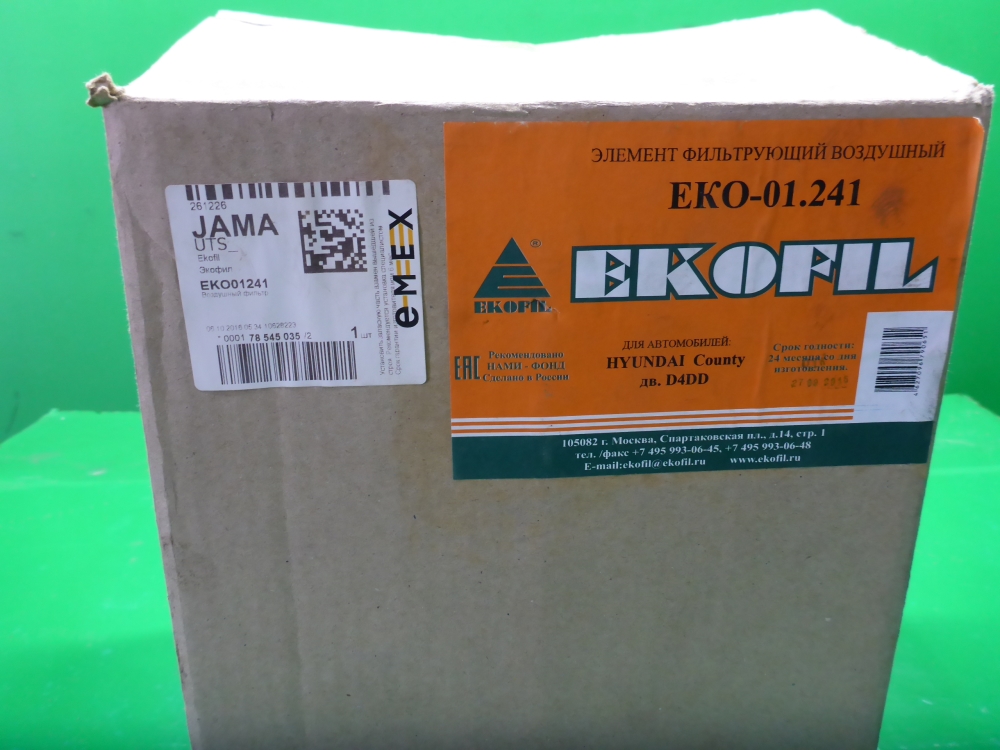 261226
JAMA
UTS
Ekofil
Экофил
EKO01241
Воздушный фильтр
* 0001 78 545 035 /2
1 шт
e-MEX
ЭЛЕМЕНТ ФИЛЬТРУЮЩИЙ ВОЗДУШНЫЙ
ЕКО-01.241
®
EKOFIL
EKOFIL
ДЛЯ АВТОМОБИЛЕЙ:
HYUNDAI County
дв. D4DD
EAC
Рекомендовано
НАМИ - ФОНД
Сделано в России
Срок годности:
24 месяца со дня
изготовления.
105082 г. Москва, Спартаковская пл., д.14, стр. 1
тел. /факс +7 495 993-06-45, +7 495 993-06-48
E-mail:ekofil@ekofil.ru www.ekofil.ru